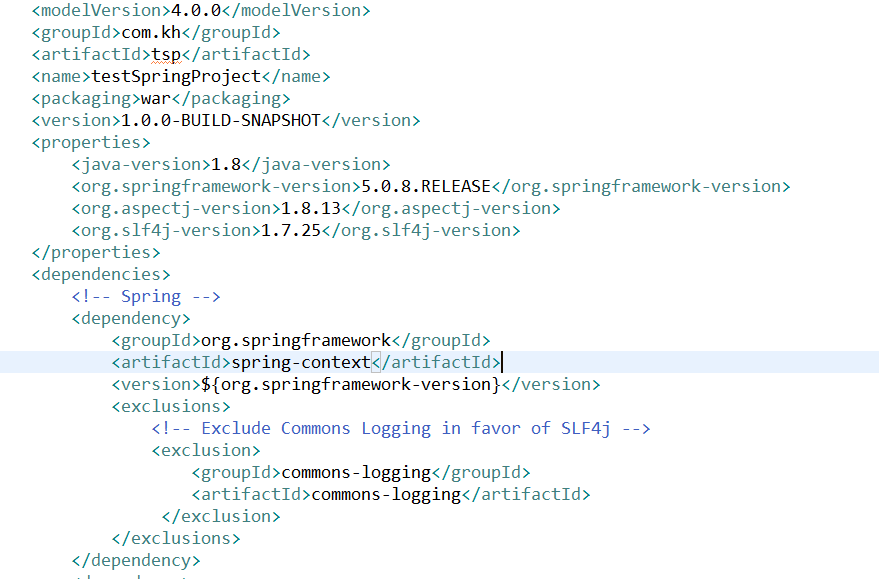 <modelVersion>4.0.0</modelVersion>
<groupId>com.kh</groupId>
<artifactId>tsp</artifactId>
<name>testSpringProject</name>
<packaging>war</packaging>
<version>1.0.0-BUILD-SNAPSHOT</version>
<properties>
<java-version>1.8</java-version>
<org.springframework-version>5.0.8.RELEASE</org.springframework-version>
<org.aspectj-version>1.8.13</org.aspectj-version>
<org.slf4j-version>1.7.25</org.slf4j-version>
</properties>
<dependencies>
<!-- Spring -->
<dependency>
<groupId>org.springframework</groupId>
<artifactId>spring-context</artifactId>
<version>${org.springframework-version}</version>
<exclusions>
<!-- Exclude Commons Logging in favor of SLF4j -->
<exclusion>
<groupId>commons-logging</groupId>
<artifactId>commons-logging</artifactId>
</exclusion>
</exclusions>
</dependency>